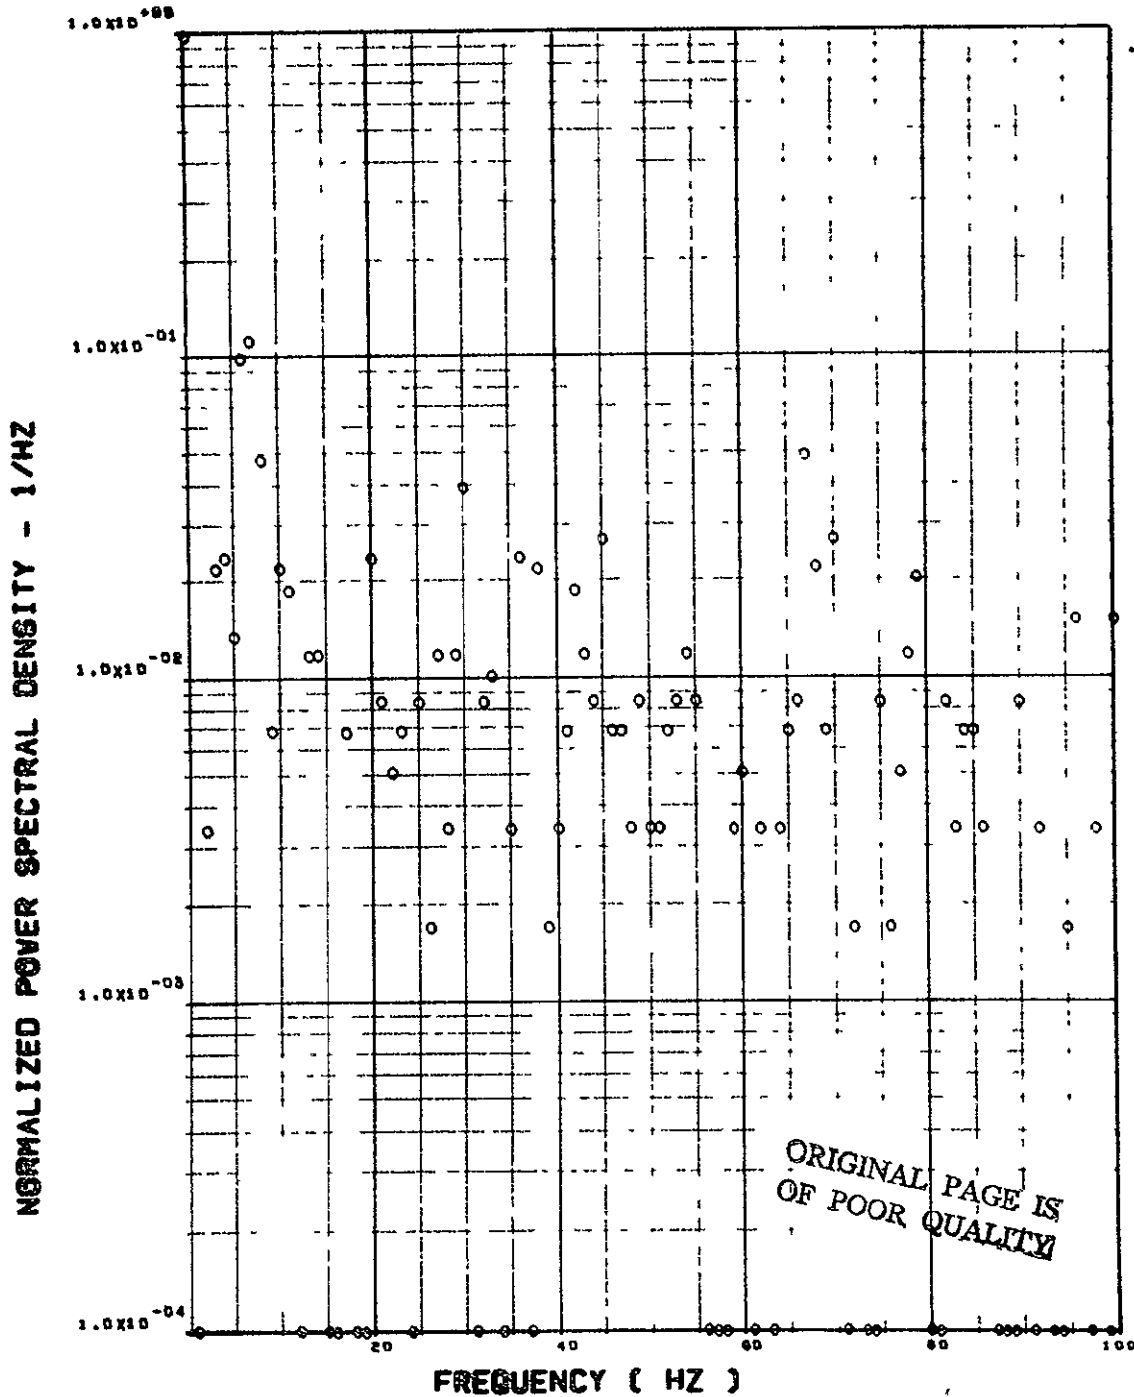 1.0X10+00
1.0X10-01
1.0X10-02
1.0X10-03
1.0X10-04
NORMALIZED POWER SPECTRAL DENSITY - 1/HZ
20 40 60 80 100
FREQUENCY ( HZ )
ORIGINAL PAGE IS
OF POOR QUALITY